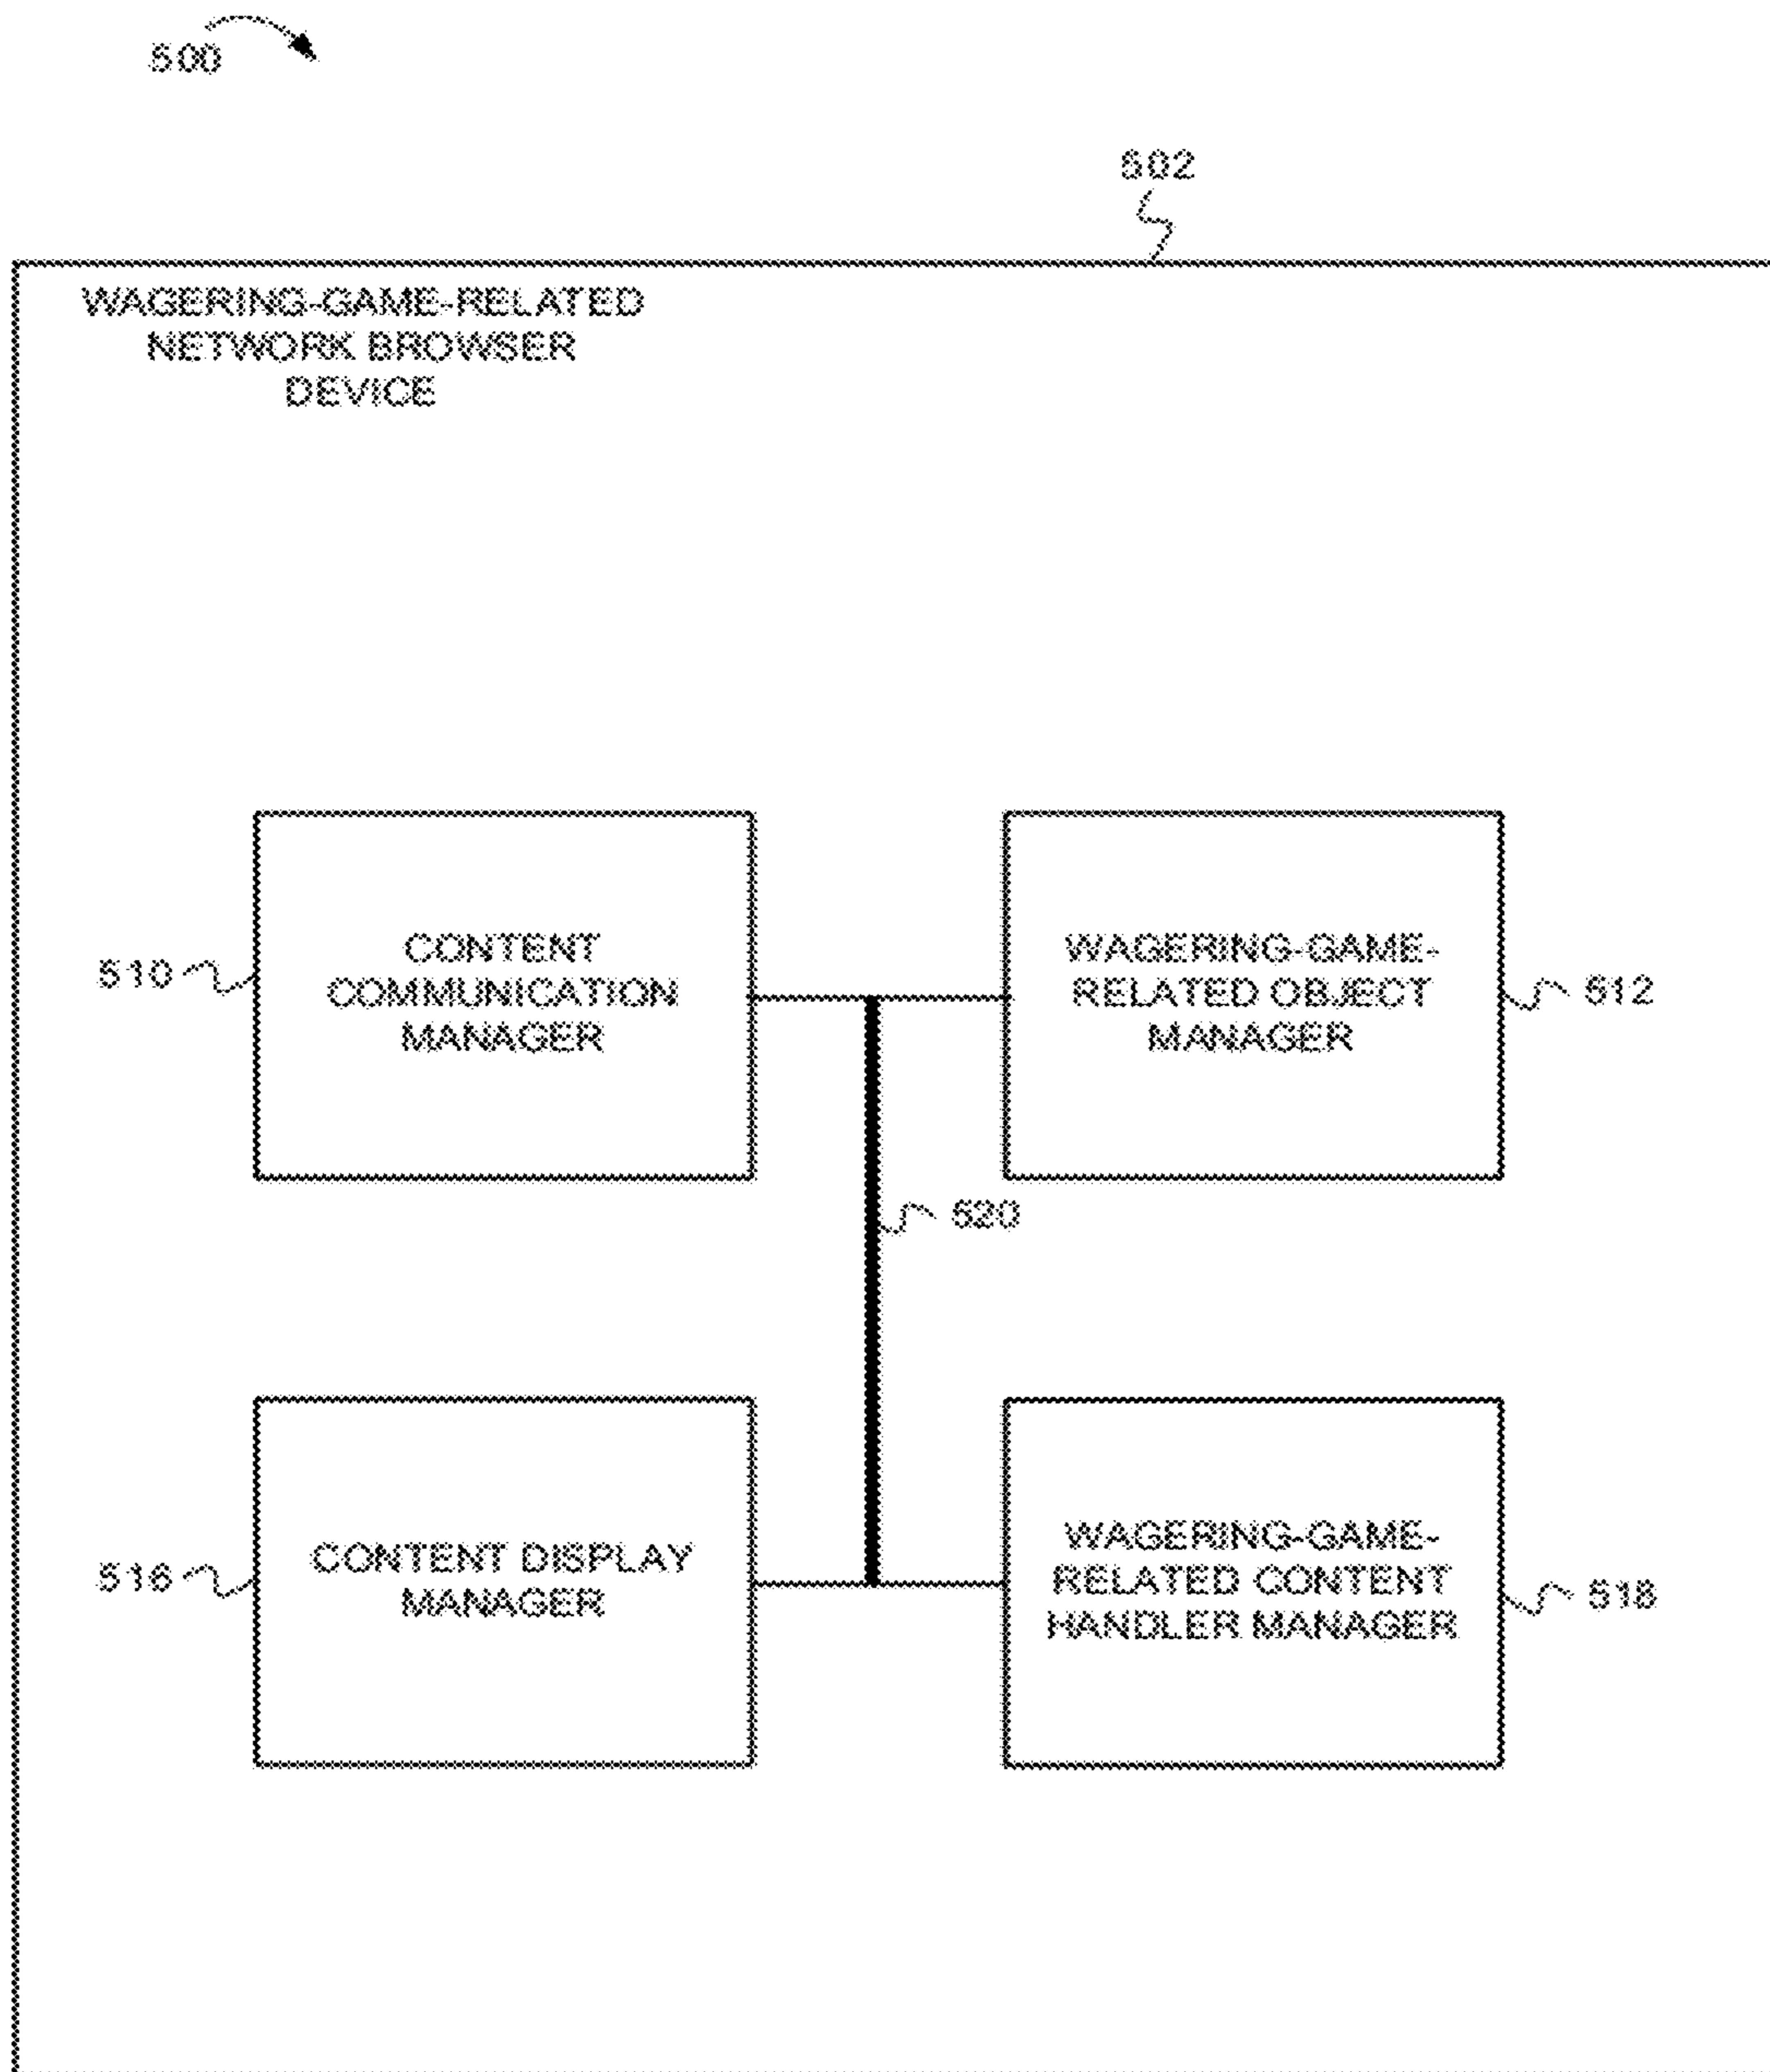 500
502
WAGERING-GAME-RELATED
NETWORK BROWSER
DEVICE
510
CONTENT
COMMUNICATION
MANAGER
WAGERING-GAME-
RELATED OBJECT
MANAGER
512
520
516
CONTENT DISPLAY
MANAGER
WAGERING-GAME-
RELATED CONTENT
HANDLER MANAGER
518